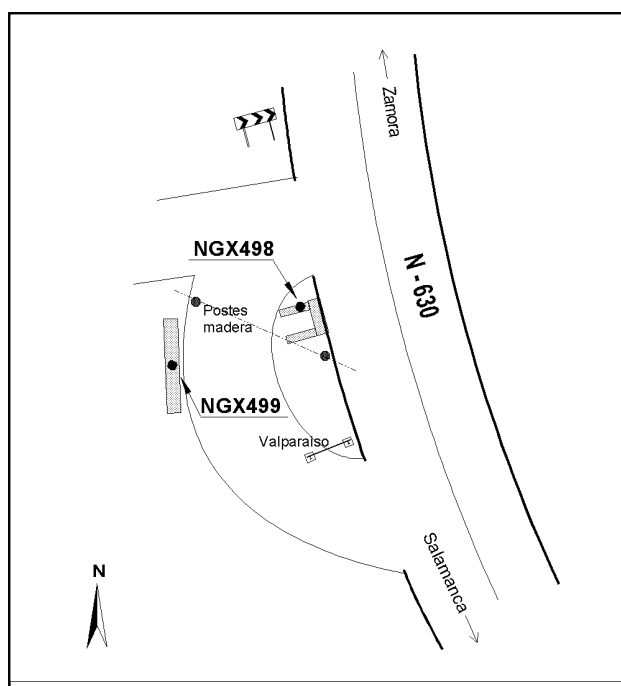 Zamora
NGX498
N - 630
Postes
madera
NGX499
Valparaiso
Salamanca
N